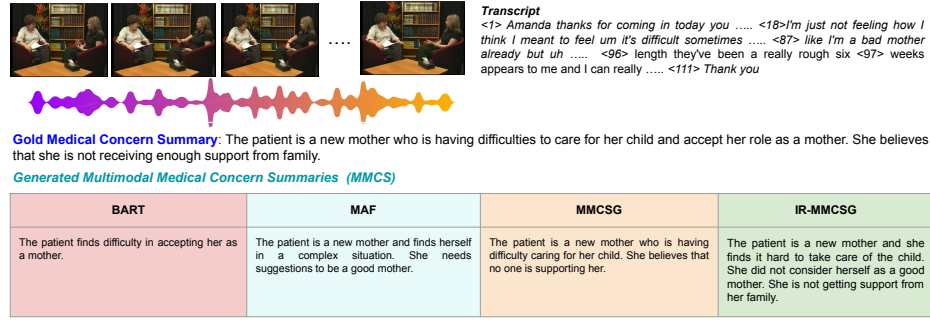 Transcript
<1> Amanda thanks for coming in today you ….. <18>I'm just not feeling how I
think I meant to feel um it's difficult sometimes ….. <87> like I'm a bad mother
already but uh ….. <96> length they've been a really rough six <97> weeks
appears to me and I can really ….. <111> Thank you
....
Gold Medical Concern Summary: The patient is a new mother who is having difficulties to care for her child and accept her role as a mother. She believes
that she is not receiving enough support from family.
Generated Multimodal Medical Concern Summaries (MMCS)
BART
MAF
MMCSG
IR-MMCSG
The patient finds difficulty in accepting her as
a mother.
The patient is a new mother and finds herself
in a complex situation. She needs
suggestions to be a good mother.
The patient is a new mother who is having
difficulty caring for her child. She believes that
no one is supporting her.
The patient is a new mother and she
finds it hard to take care of the child.
She did not consider herself as a good
mother. She is not getting support from
her family.